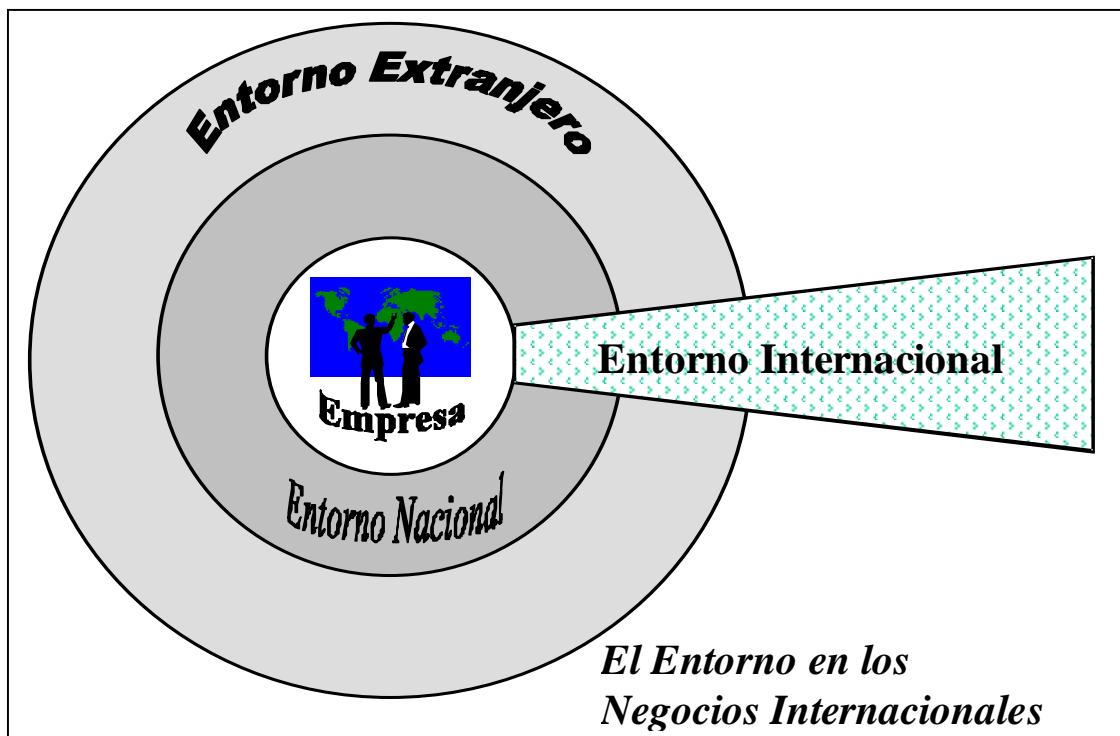 Entorno Extranjero
Entorno Internacional
Empresa
Entorno Nacional
El Entorno en los
Negocios Internacionales